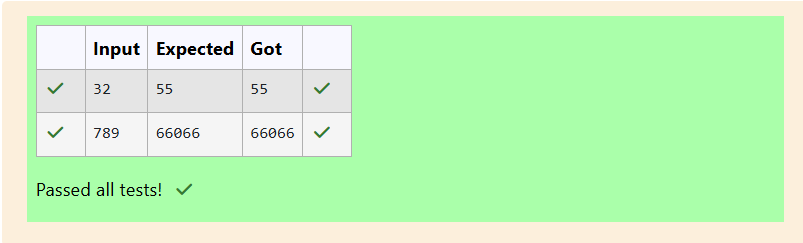 Input Expected Got
32 55 55
789 66066 66066
Passed all tests!